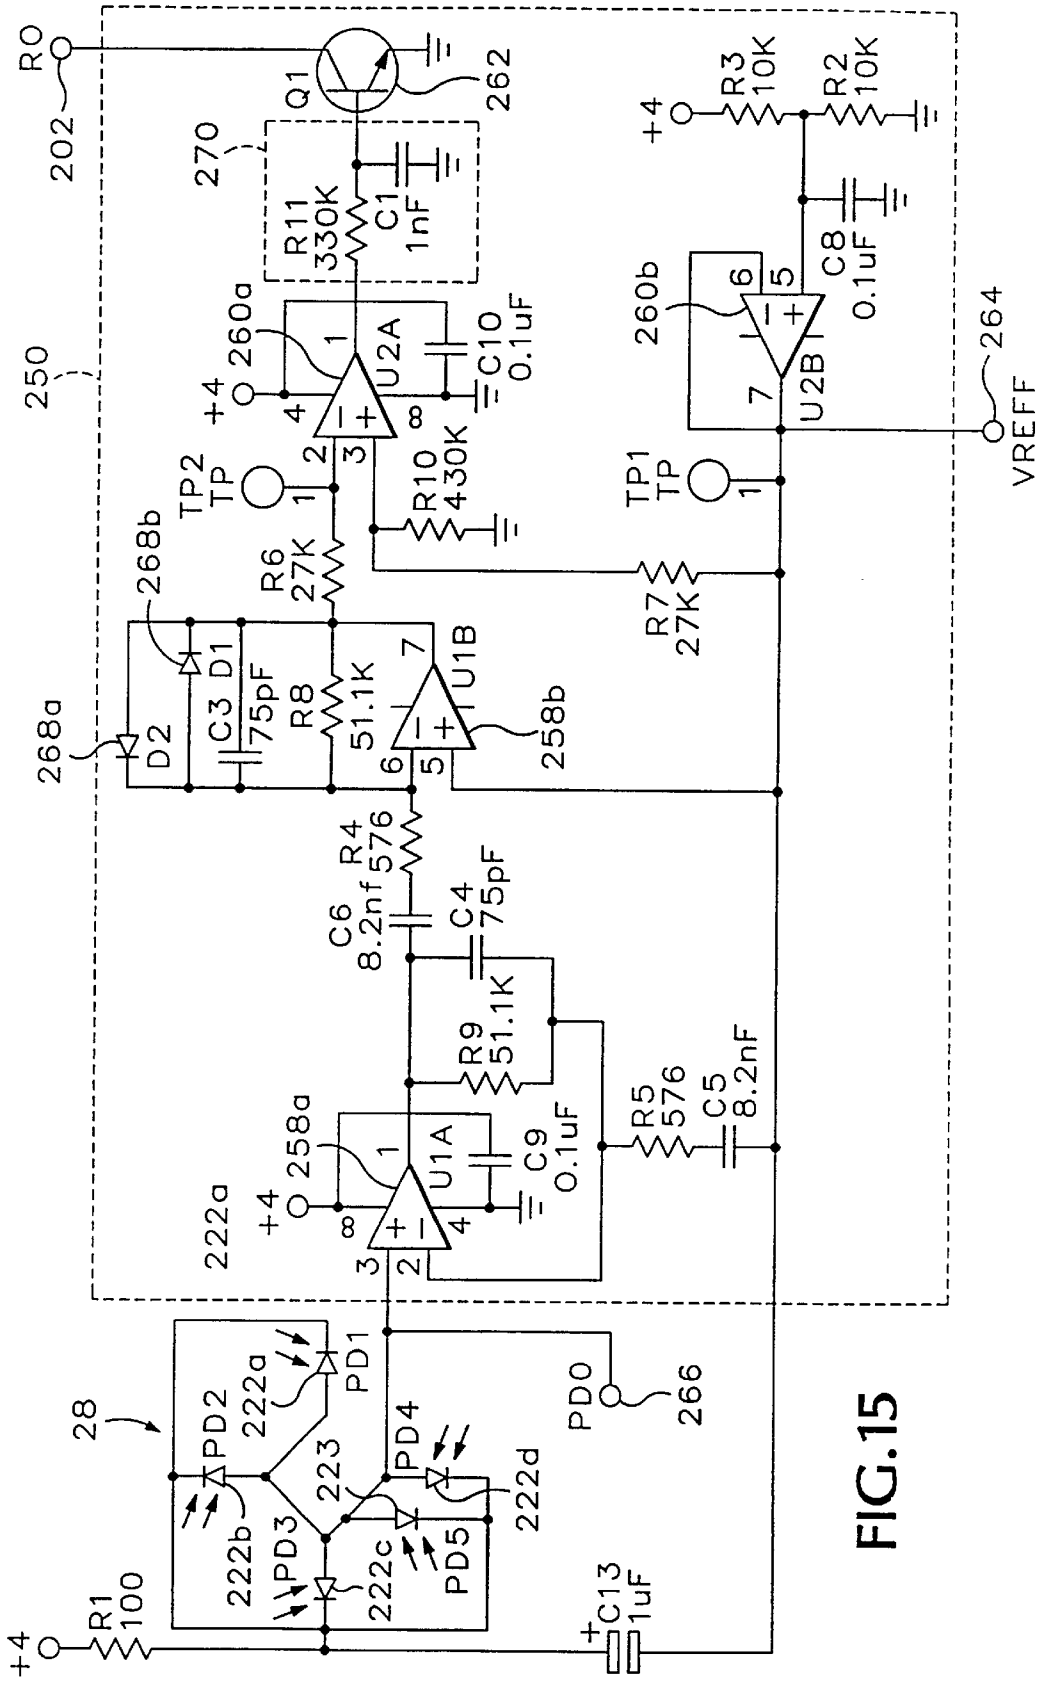 250
202
RO
Q1
262
270
R11
330K
C1
1nF
260a
+4
4
1
2
3
8
U2A
C10
0.1uF
TP2
TP
1
R10
430K
R6
27K
268b
268a
D2
D1
C3
75pF
R8
51.1K
7
6
5
U1B
258b
R4
576
C6
8.2nf
C4
75pF
R9
51.1K
222a
+4
258a
8
1
3
2
4
U1A
C9
0.1uF
R5
576
C5
8.2nF
R7
27K
TP1
TP
1
+4
R3
10K
R2
10K
C8
0.1uF
260b
6
5
7
U2B
264
VREFF
28
PD2
222a
PD1
222b
PD3
223
PD4
222c
PD5
222d
PD0
266
+4
R1
100
+
C13
1uF
FIG.15